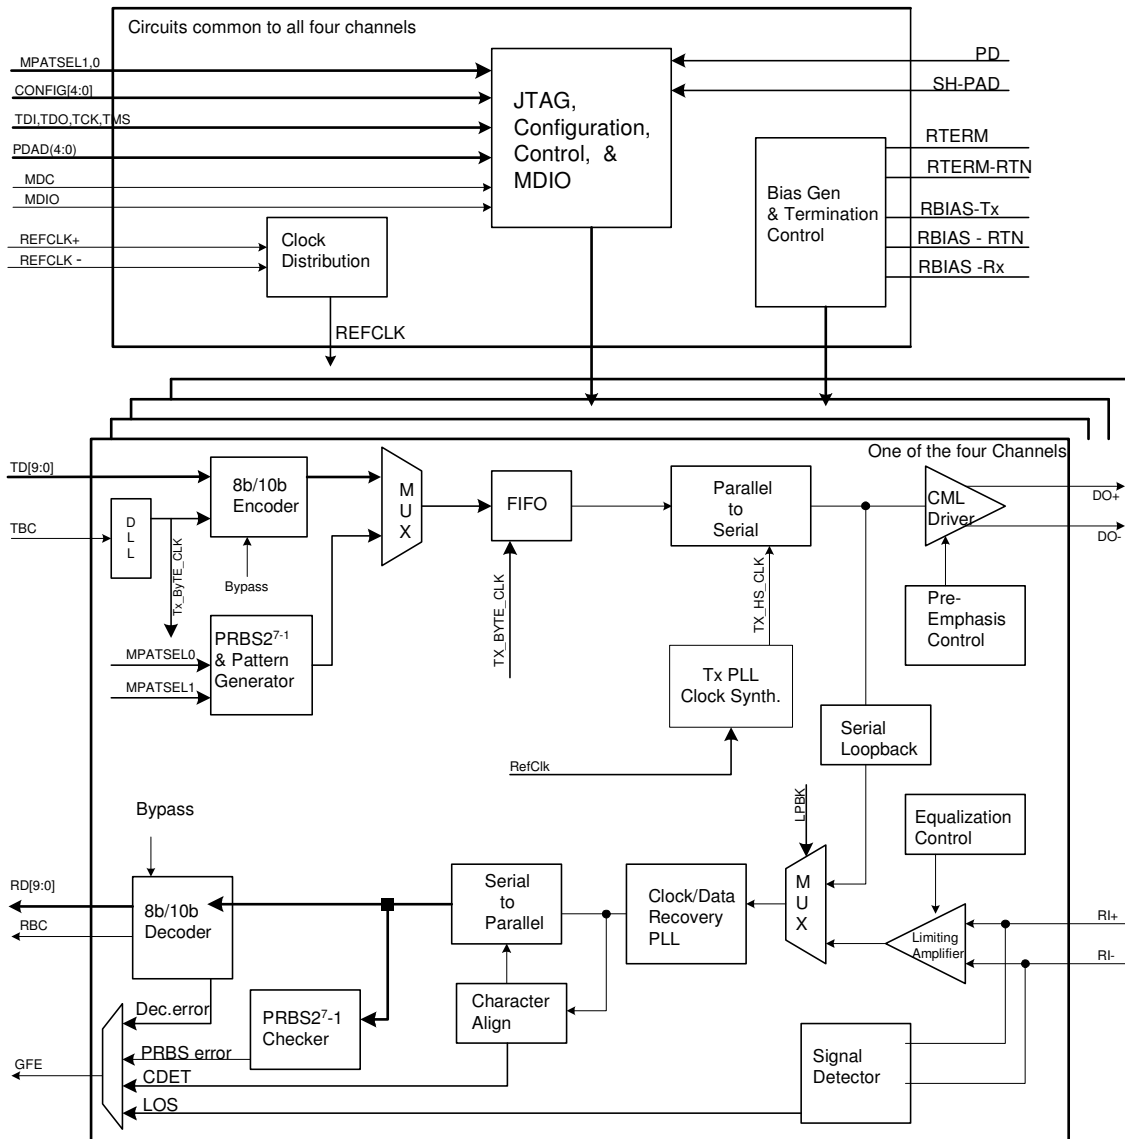 Circuits common to all four channels
MPATSEL1,0
CONFIG[4:0]
TDI,TDO,TCK,TMS
PDAD(4:0)
MDC
MDIO
REFCLK+
REFCLK -
JTAG,
Configuration,
Control, &
MDIO
PD
SH-PAD
Clock
Distribution
REFCLK
Bias Gen
& Termination
Control
RTERM
RTERM-RTN
RBIAS-Tx
RBIAS - RTN
RBIAS -Rx
One of the four Channels
TD[9:0]
TBC
D L L
8b/10b
Encoder
Tx_ByTE_CLK
Bypass
MUX
FIFO
TX_BYTE_CLK
Parallel
to
Serial
TX_HS_CLK
CML
Driver
DO+
DO-
Pre-
Emphasis
Control
PRBS2^7-1
& Pattern
Generator
MPATSEL0
MPATSEL1
Tx PLL
Clock Synth.
RefClk
Serial
Loopback
Bypass
LPBK
Equalization
Control
RD[9:0]
RBC
8b/10b
Decoder
Serial
to
Parallel
Clock/Data
Recovery
PLL
MUX
Limiting
Amplifier
RI+
RI-
Character
Align
PRBS2^7-1
Checker
Signal
Detector
Dec.error
PRBS error
CDET
LOS
GFE